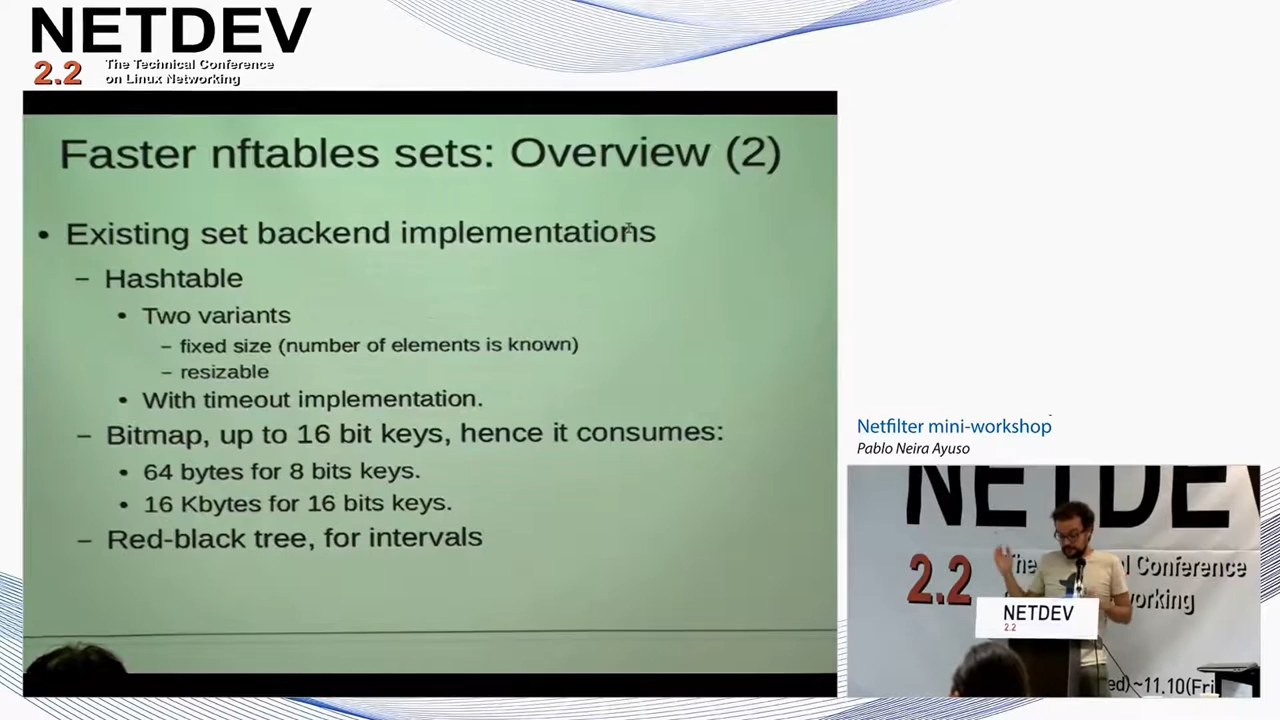 NETDEV
2.2
The Technical Conference
on Linux Networking
Faster nftables sets: Overview (2)
• Existing set backend implementations
– Hashtable
• Two variants
– fixed size (number of elements is known)
– resizable
• With timeout implementation.
– Bitmap, up to 16 bit keys, hence it consumes:
• 64 bytes for 8 bits keys.
• 16 Kbytes for 16 bits keys.
– Red-black tree, for intervals
Netfilter mini-workshop
Pablo Neira Ayuso
NETDEV
2.2
The
l Conference
working
NETDEV
2.2
ed) ~11.10(Fri